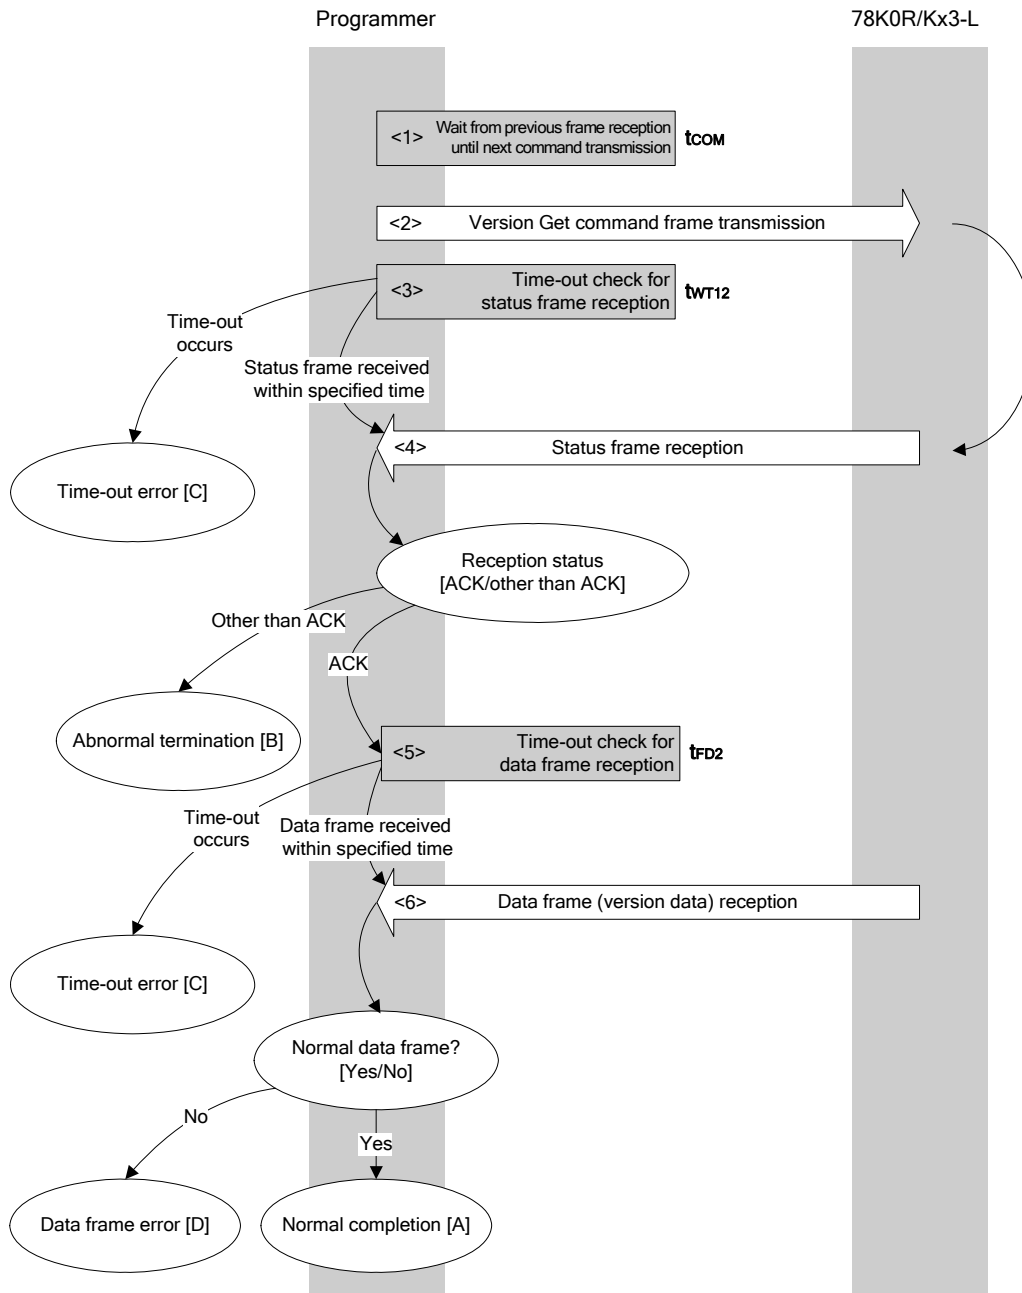 Programmer
78K0R/Kx3-L
<1> Wait from previous frame reception
until next command transmission
tCOM
<2> Version Get command frame transmission
<3> Time-out check for
status frame reception
tWT12
Time-out
occurs
Status frame received
within specified time
<4> Status frame reception
Time-out error [C]
Reception status
[ACK/other than ACK]
Other than ACK
ACK
Abnormal termination [B]
<5> Time-out check for
data frame reception
tFD2
Time-out
occurs
Data frame received
within specified time
<6> Data frame (version data) reception
Time-out error [C]
Normal data frame?
[Yes/No]
No
Yes
Data frame error [D]
Normal completion [A]